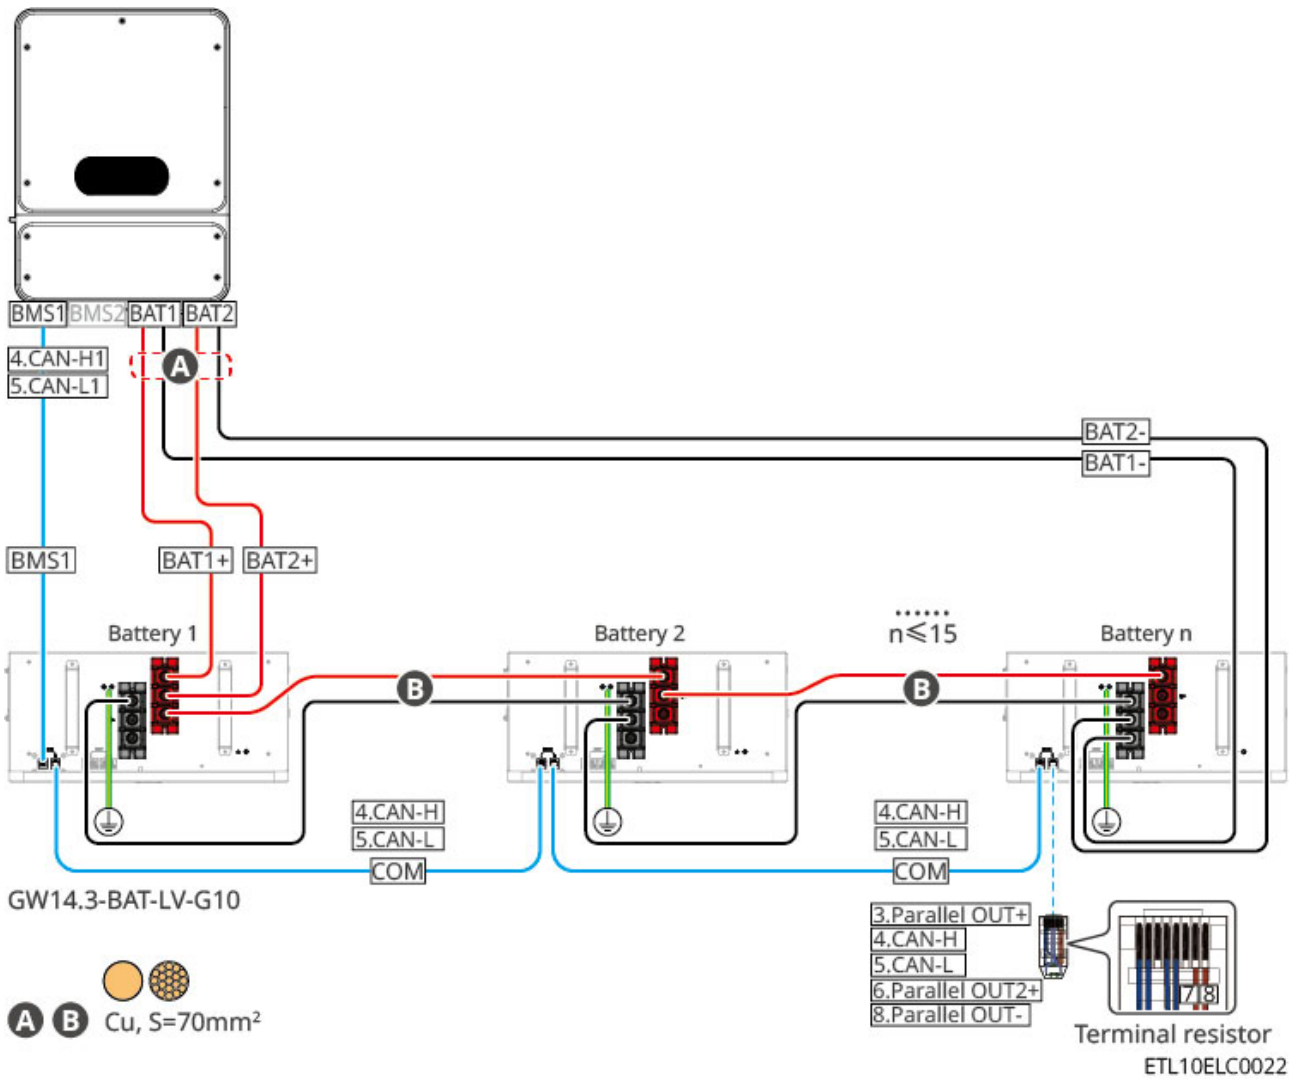 BMS1 BMS2 BAT1 BAT2
4.CAN-H1
5.CAN-L1
A
BAT2-
BAT1-
BMS1 BAT1+ BAT2+
n≤15
Battery 1 Battery 2 Battery n
B B
4.CAN-H 4.CAN-H
5.CAN-L 5.CAN-L
COM COM
GW14.3-BAT-LV-G10
3.Parallel OUT+
4.CAN-H
5.CAN-L
6.Parallel OUT2+
8.Parallel OUT-
7 8
A B Cu, S=70mm²
Terminal resistor
ETL10ELC0022